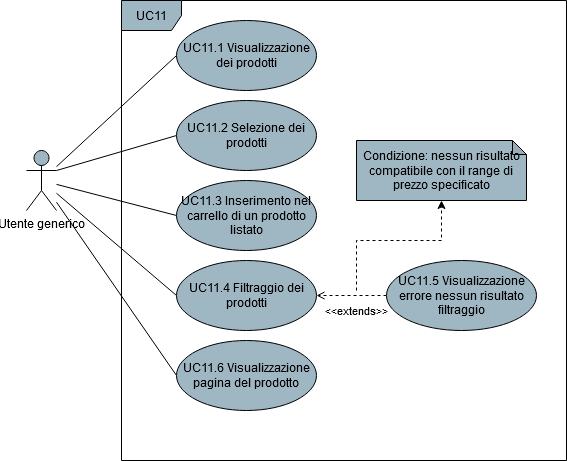 UC11
UC11.1 Visualizzazione
dei prodotti
UC11.2 Selezione dei
prodotti
Condizione: nessun risultato
compatibile con il range di
prezzo specificato
UC11.3 Inserimento nel
carrello di un prodotto
listato
Utente generico
UC11.4 Filtraggio dei
prodotti
UC11.5 Visualizzazione
errore nessun risultato
filtraggio
<<extends>>
UC11.6 Visualizzazione
pagina del prodotto